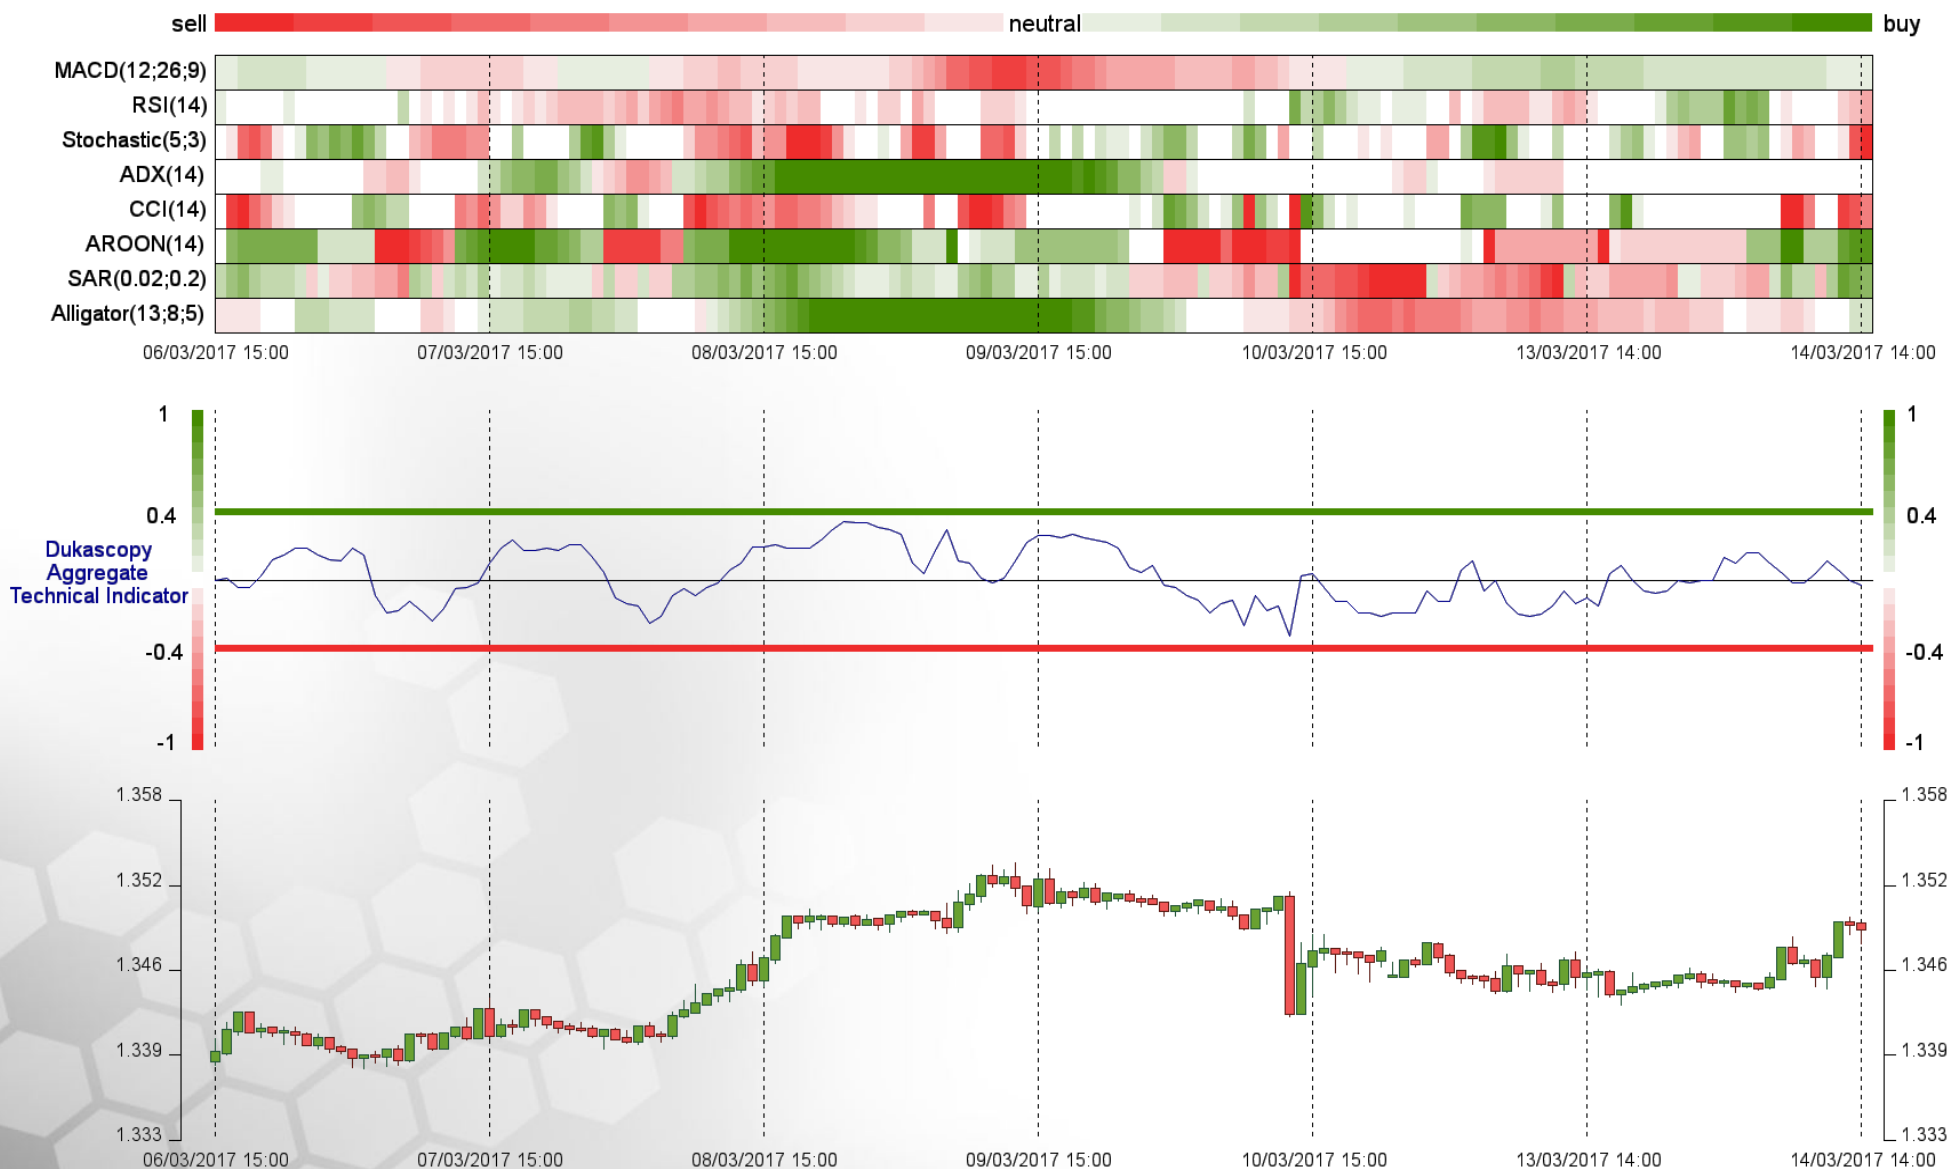 sell neutral buy
MACD(12;26;9)
RSI(14)
Stochastic(5;3)
ADX(14)
CCI(14)
AROON(14)
SAR(0.02;0.2)
Alligator(13;8;5)
06/03/2017 15:00 07/03/2017 15:00 08/03/2017 15:00 09/03/2017 15:00 10/03/2017 15:00 13/03/2017 14:00 14/03/2017 14:00
1 1
0.4 0.4
Dukascopy
Aggregate
Technical Indicator
-0.4 -0.4
-1 -1
1.358 1.358
1.352 1.352
1.346 1.346
1.339 1.339
1.333 1.333
06/03/2017 15:00 07/03/2017 15:00 08/03/2017 15:00 09/03/2017 15:00 10/03/2017 15:00 13/03/2017 14:00 14/03/2017 14:00